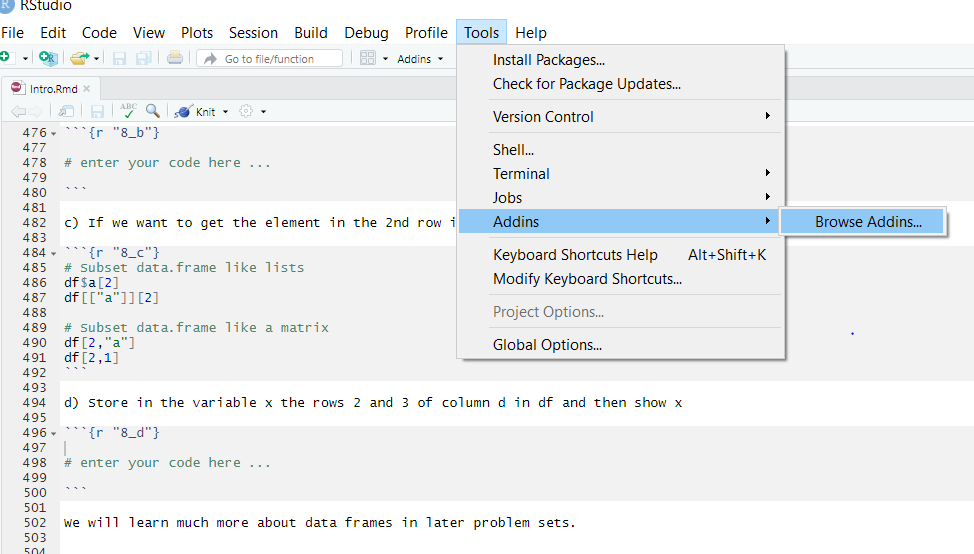 RStudio
File Edit Code View Plots Session Build Debug Profile Tools Help
Go to file/function Addins
Intro.Rmd
ABC Knit
Install Packages...
Check for Package Updates...
Version Control
Shell...
Terminal
Jobs
Addins
Browse Addins...
Keyboard Shortcuts Help Alt+Shift+K
Modify Keyboard Shortcuts...
Project Options...
Global Options...
476 ```{r "8_b"}
477
478 # enter your code here ...
479
480 ```
481
482 c) If we want to get the element in the 2nd row
483
484 ```{r "8_c"}
485 # Subset data.frame like lists
486 df$a[2]
487 df[["a"]][2]
488
489 # Subset data.frame like a matrix
490 df[2,"a"]
491 df[2,1]
492 ```
493
494 d) Store in the variable x the rows 2 and 3 of column d in df and then show x
495
496 ```{r "8_d"}
497
498 # enter your code here ...
499
500 ```
501
502 We will learn much more about data frames in later problem sets.
503
504